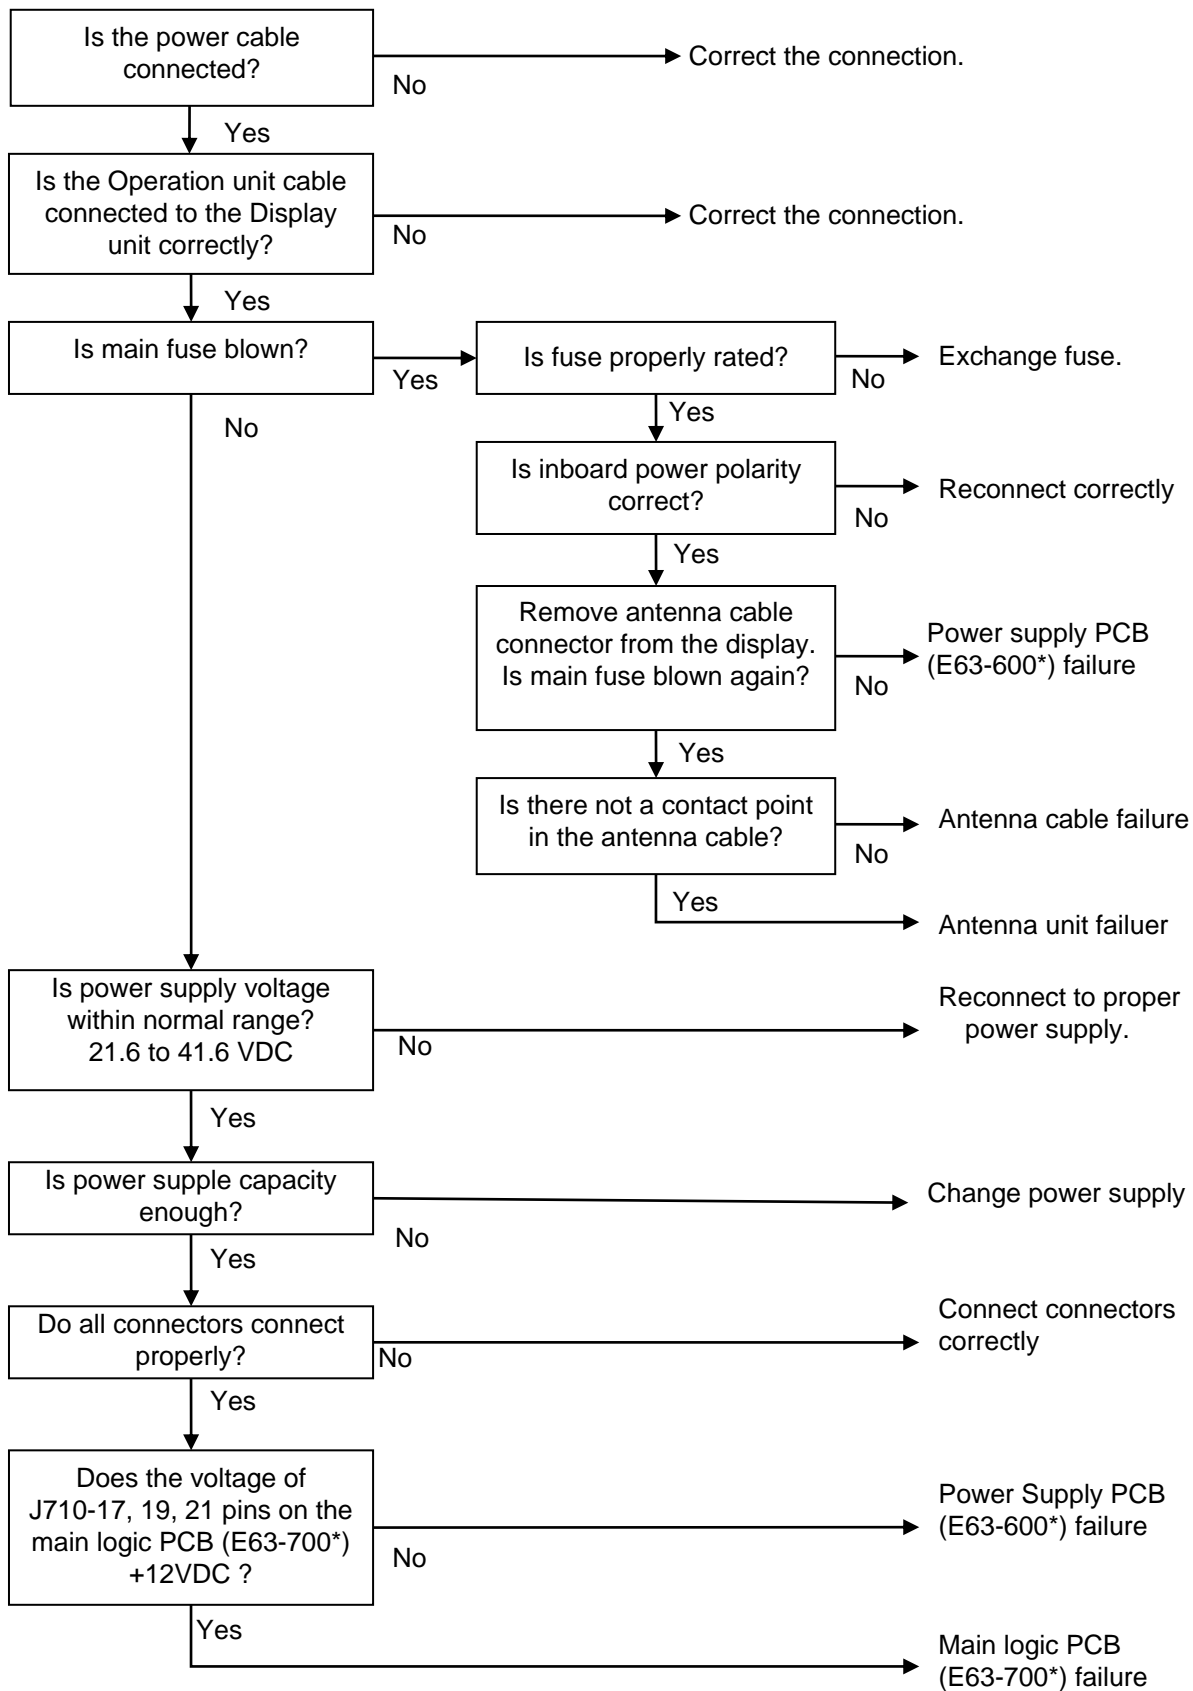 Is the power cable
connected?
No
Correct the connection.
Yes
Is the Operation unit cable
connected to the Display
unit correctly?
No
Correct the connection.
Yes
Is main fuse blown?
Yes
Is fuse properly rated?
No
Exchange fuse.
No
Yes
Is inboard power polarity
correct?
No
Reconnect correctly
Yes
Remove antenna cable
connector from the display.
Is main fuse blown again?
No
Power supply PCB
(E63-600*) failure
Yes
Is there not a contact point
in the antenna cable?
No
Antenna cable failure
Yes
Antenna unit failuer
Is power supply voltage
within normal range?
21.6 to 41.6 VDC
No
Reconnect to proper
power supply.
Yes
Is power supple capacity
enough?
No
Change power supply
Yes
Do all connectors connect
properly?
No
Connect connectors
correctly
Yes
Does the voltage of
J710-17, 19, 21 pins on the
main logic PCB (E63-700*)
+12VDC ?
No
Power Supply PCB
(E63-600*) failure
Yes
Main logic PCB
(E63-700*) failure